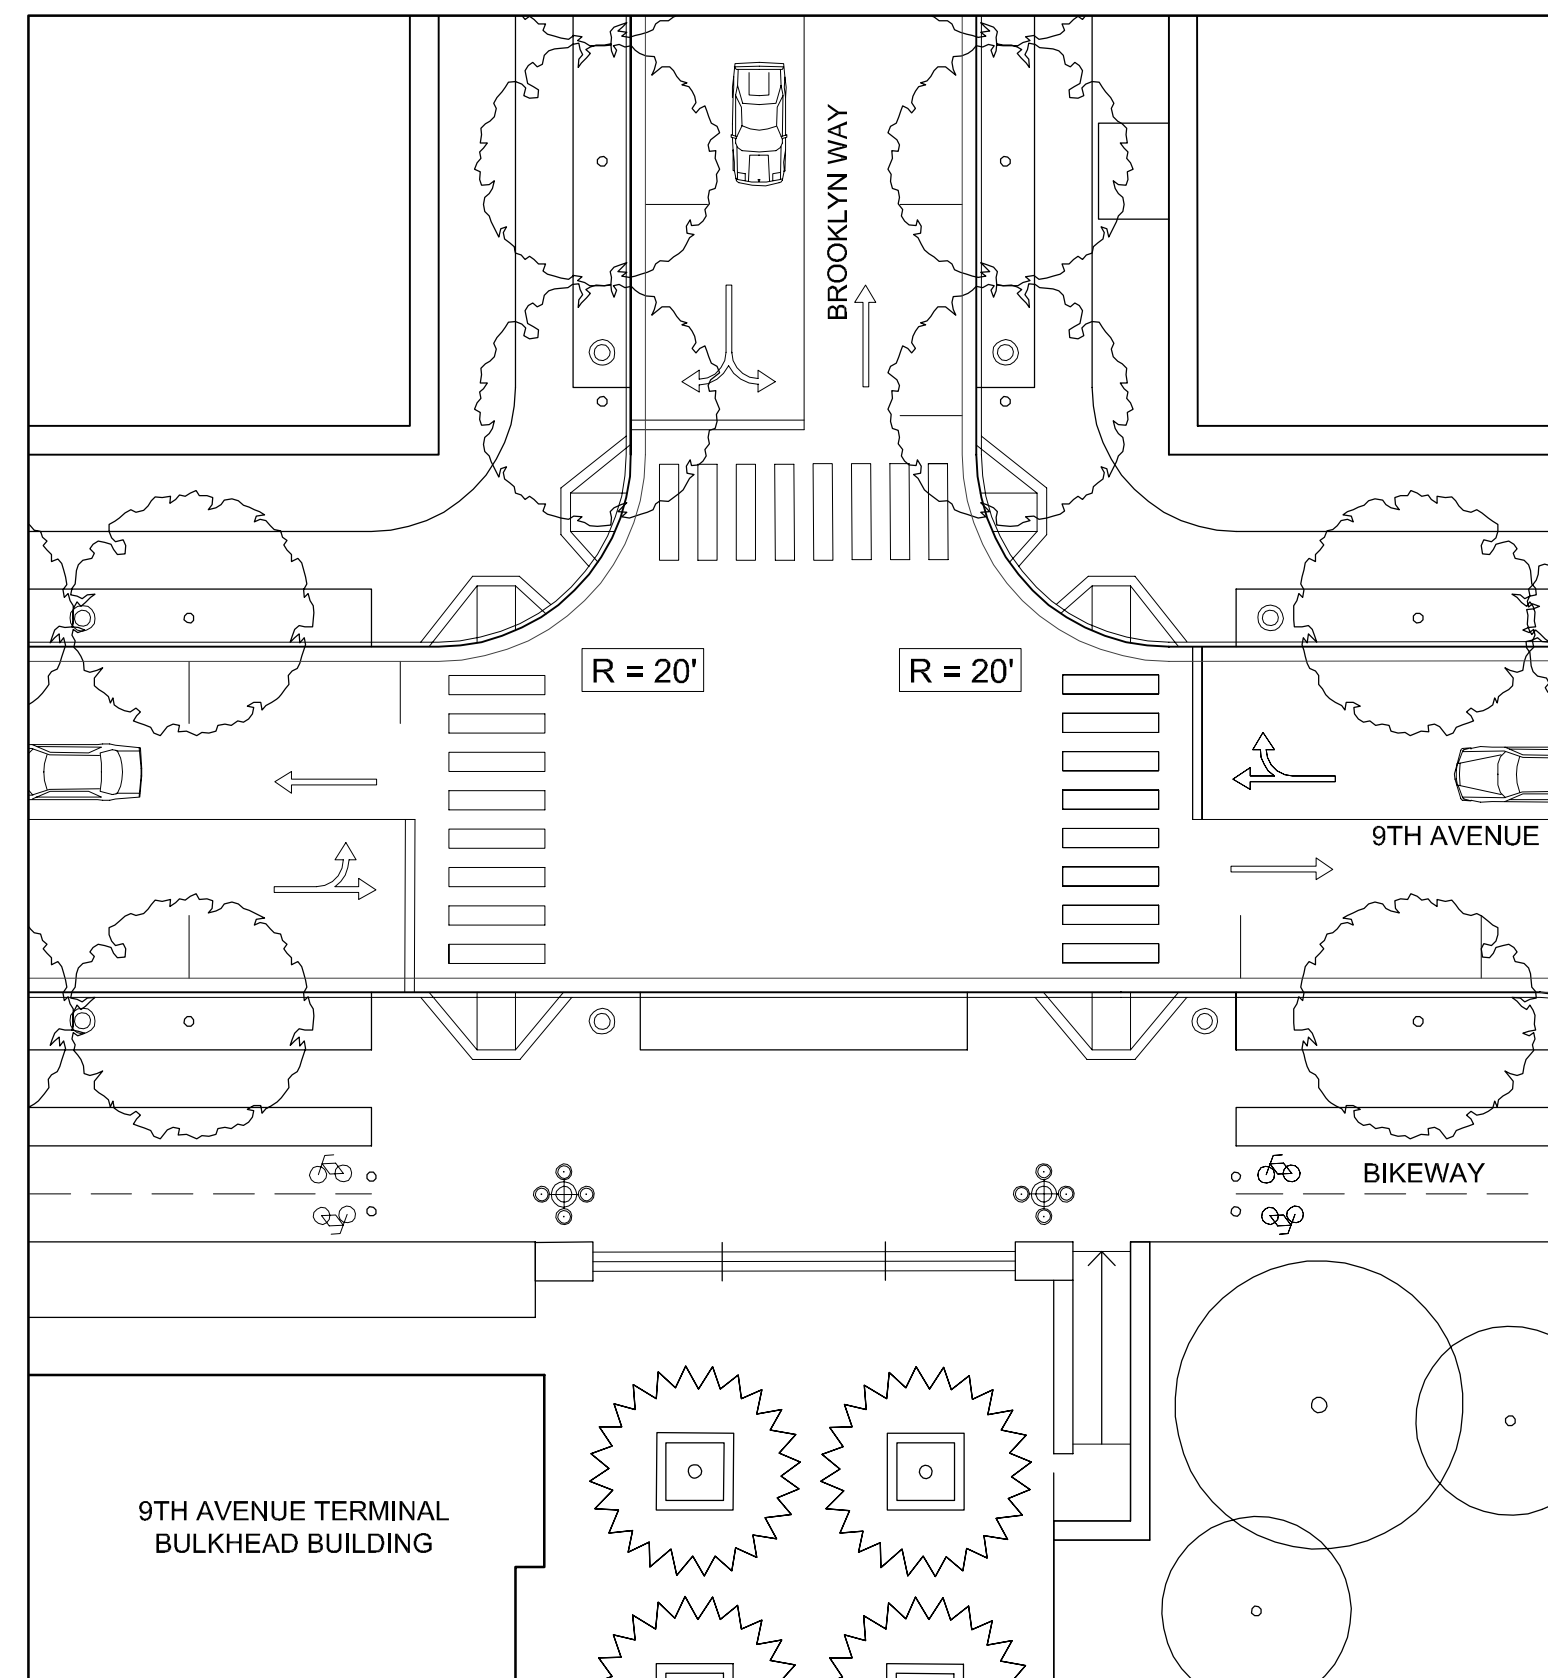 BROOKLYN WAY
R = 20'
R = 20'
9TH AVENUE
BIKEWAY
9TH AVENUE TERMINAL
BULKHEAD BUILDING